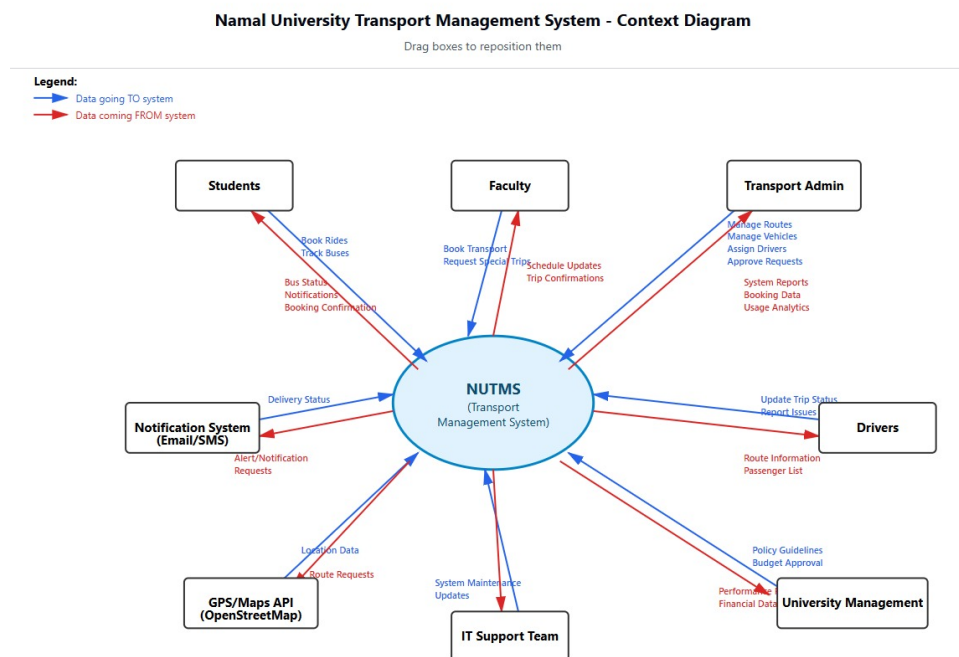 Namal University Transport Management System - Context Diagram
Drag boxes to reposition them
Legend:
Data going TO system
Data coming FROM system
Students
Faculty
Transport Admin
Book Rides
Track Buses
Bus Status
Notifications
Booking Confirmation
Book Transport
Request Special Trips
Schedule Updates
Trip Confirmations
Manage Routes
Manage Vehicles
Assign Drivers
Approve Requests
System Reports
Booking Data
Usage Analytics
NUTMS
(Transport
Management System)
Delivery Status
Notification System
(Email/SMS)
Alert/Notification
Requests
Update Trip Status
Report Issues
Drivers
Route Information
Passenger List
Location Data
Route Requests
GPS/Maps API
(OpenStreetMap)
System Maintenance
Updates
IT Support Team
Policy Guidelines
Budget Approval
Performance
Financial Data
University Management